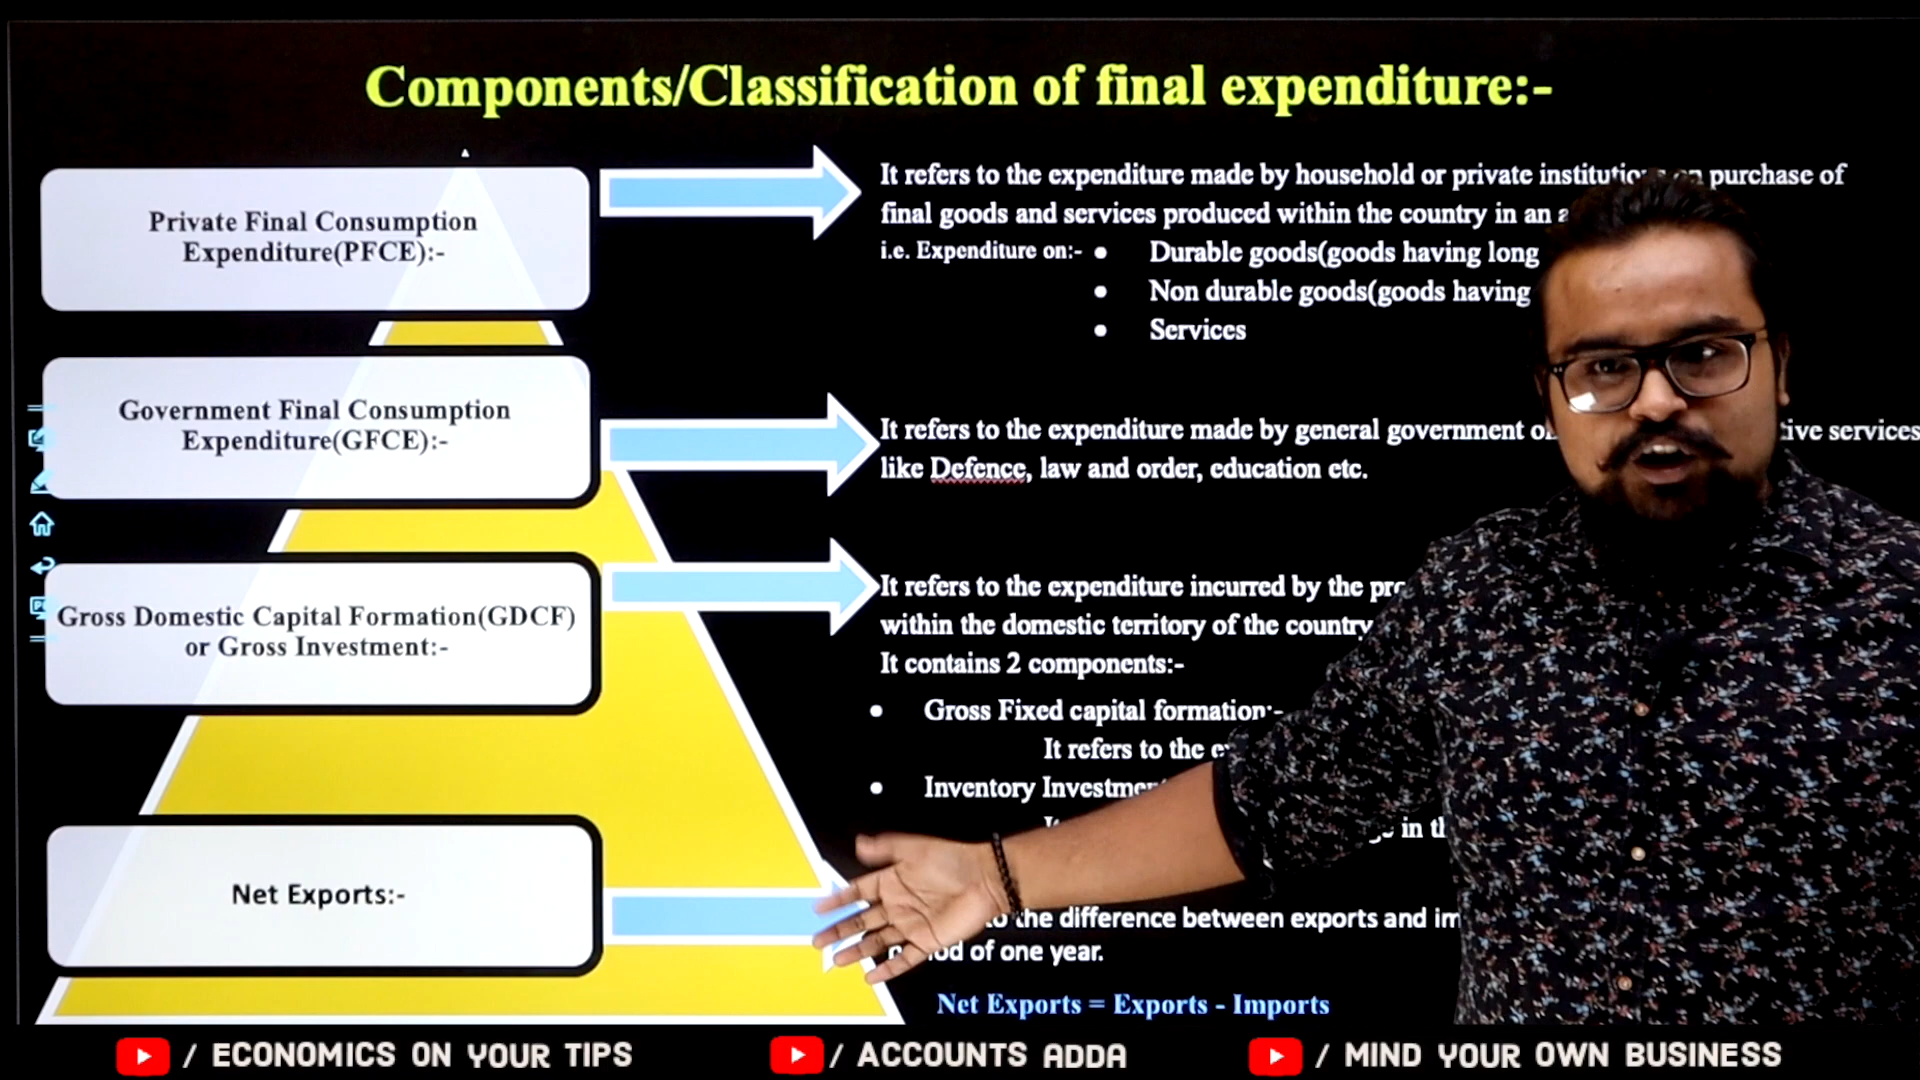 Components/Classification of final expenditure:-
Private Final Consumption
Expenditure(PFCE):-
It refers to the expenditure made by household or private purchase of
final goods and services produced within the country in an
i.e. Expenditure on:-
• Durable goods(goods having long
• Non durable goods(goods having
• Services
Government Final Consumption
Expenditure(GFCE):-
It refers to the expenditure made by general government services
like Defence, law and order, education etc.
Gross Domestic Capital Formation(GDCF)
or Gross Investment:-
It refers to the expenditure incurred by the
within the domestic territory of the country
It contains 2 components:-
• Gross Fixed capital formation:-
It refers to the
• Inventory
in
Net Exports:-
the difference between exports and
of one year.
Net Exports = Exports - Imports
/ ECONOMICS ON YOUR TIPS
/ ACCOUNTS ADDA
/ MIND YOUR OWN BUSINESS